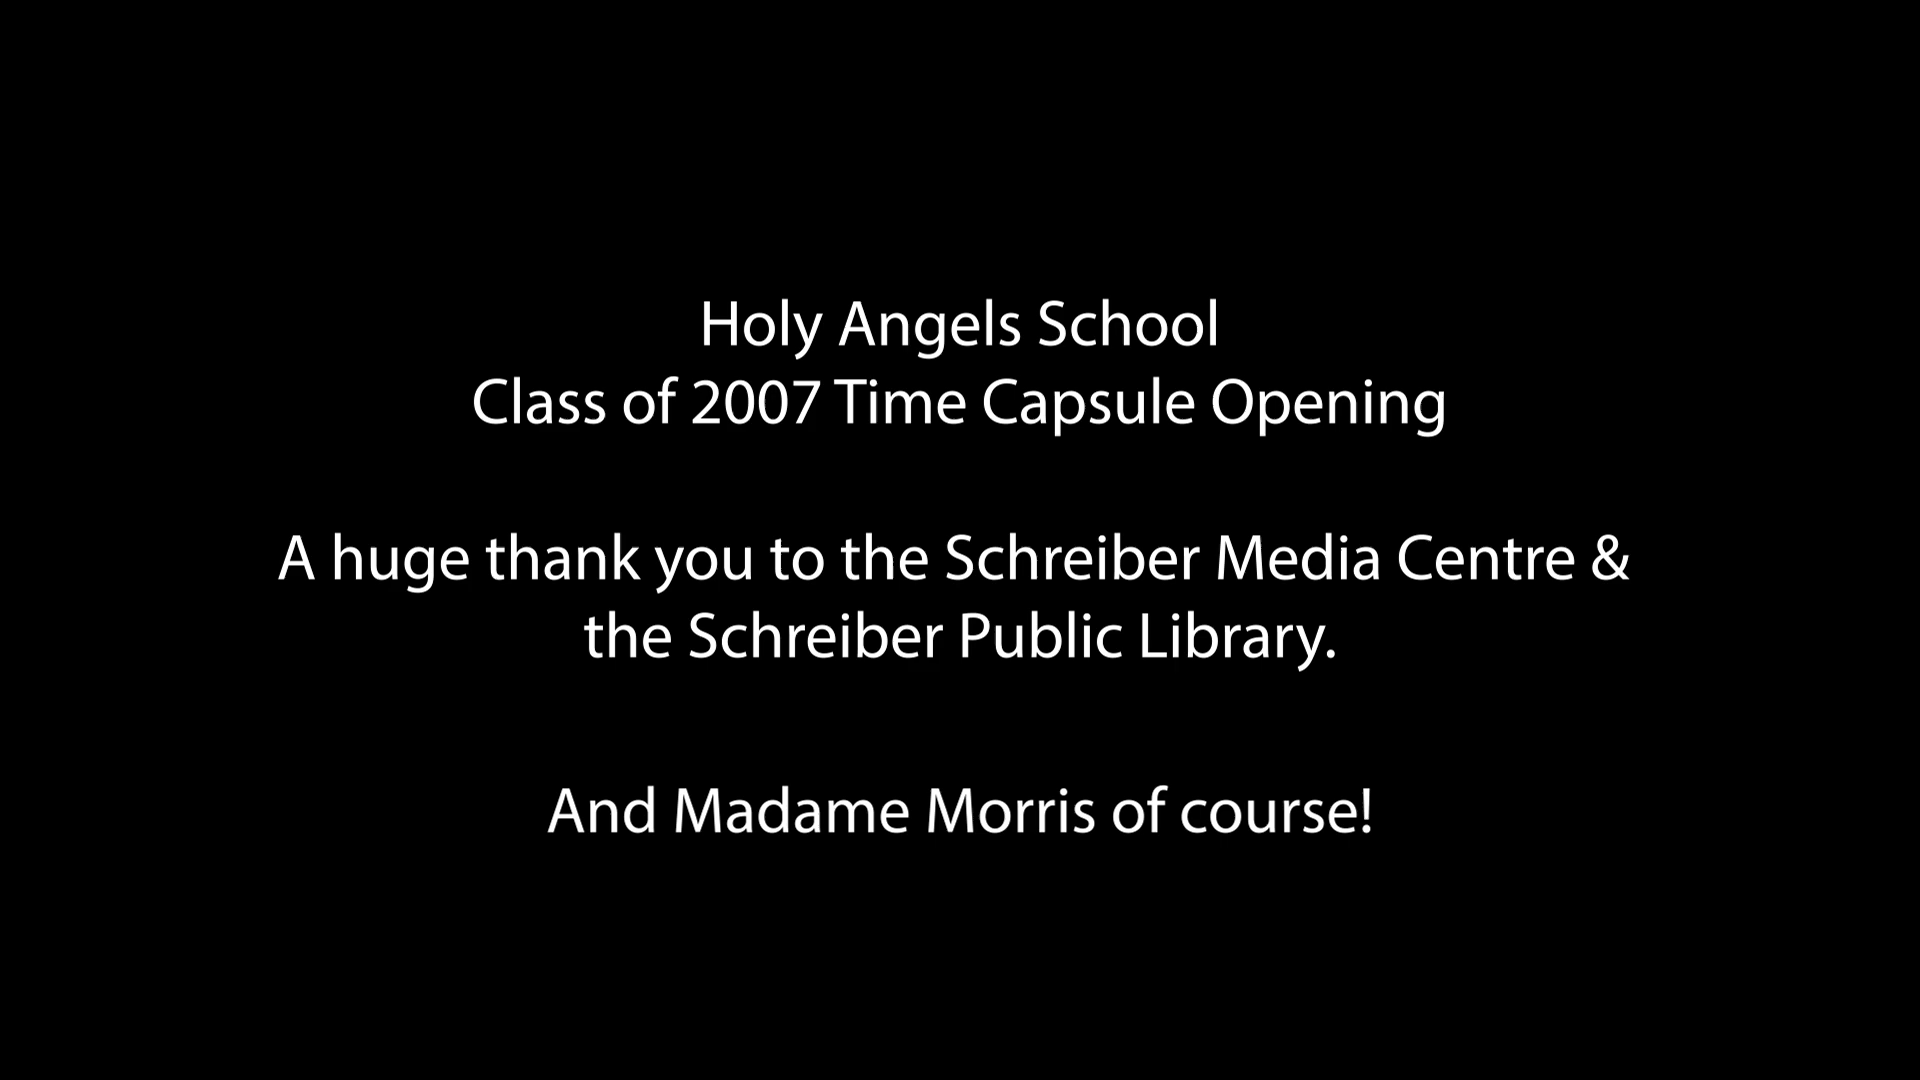 Holy Angels School
Class of 2007 Time Capsule Opening
A huge thank you to the Schreiber Media Centre &
the Schreiber Public Library.
And Madame Morris of course!